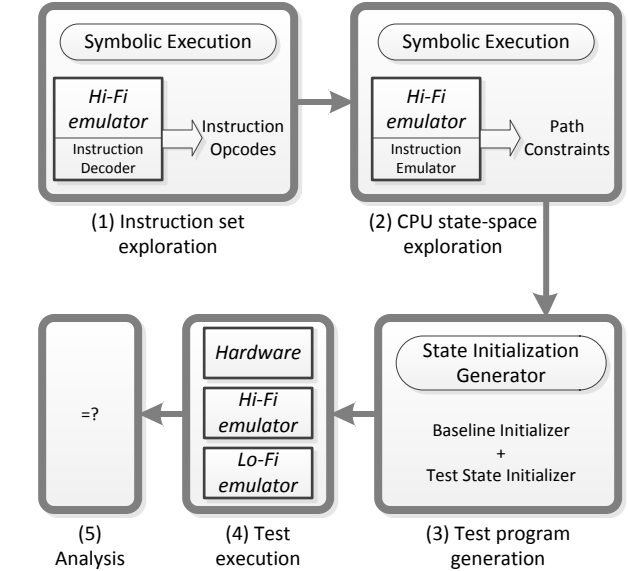 Symbolic Execution
Hi-Fi
emulator
Instruction
Decoder
Instruction
Opcodes
(1) Instruction set
exploration
Symbolic Execution
Hi-Fi
emulator
Instruction
Emulator
Path
Constraints
(2) CPU state-space
exploration
State Initialization
Generator
Baseline Initializer
+
Test State Initializer
(3) Test program
generation
Hardware
Hi-Fi
emulator
Lo-Fi
emulator
(4) Test
execution
=?
(5)
Analysis